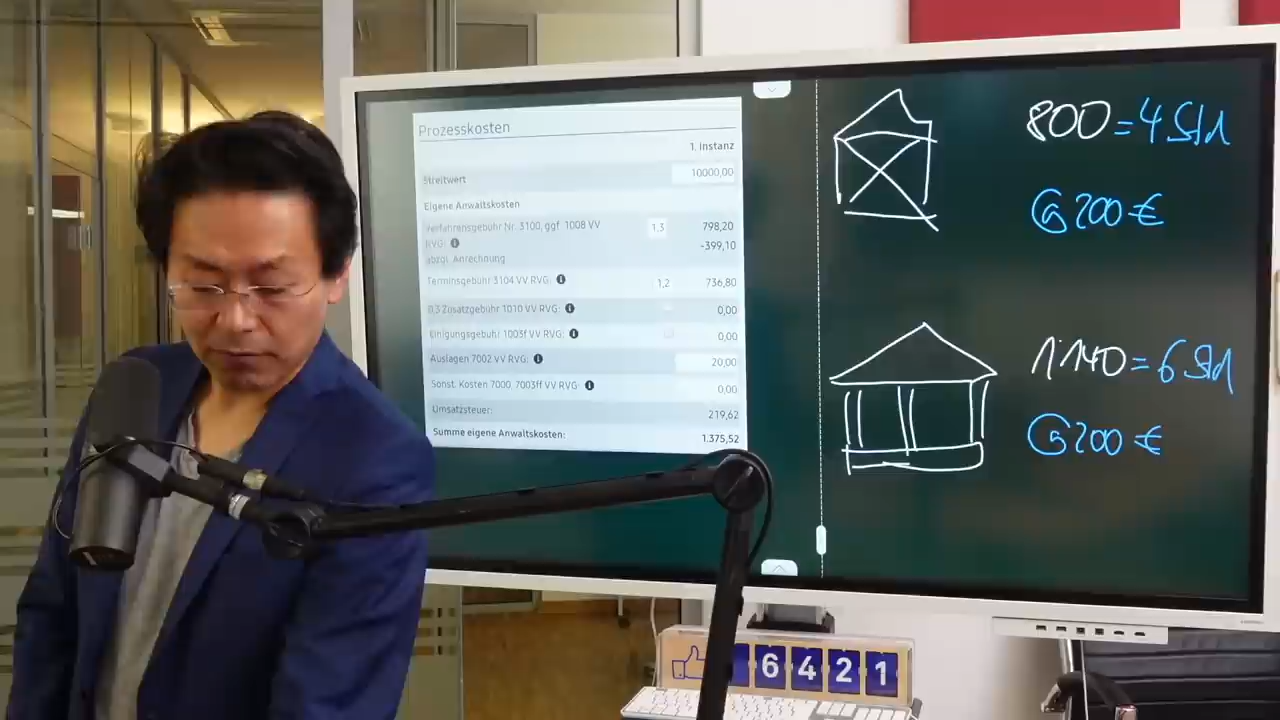 Prozesskosten
1. Instanz
Streitwert 10000,00
Eigene Anwaltskosten
Verfahrensgebühr Nr. 3100, ggf. 1008 VV 1,3 798,20
RVG: -399,10
abzgl. Anrechnung
Terminsgebühr 3104 VV RVG: 1,2 736,80
0,3 Zusatzgebühr 1010 VV RVG: 0,00
Einigungsgebühr 1003f VV RVG: 0,00
Auslagen 7002 VV RVG: 20,00
Sonst. Kosten 7000, 7003ff VV RVG: 0,00
Umsatzsteuer: 219,62
Summe eigene Anwaltskosten: 1.375,52
800 = 4 Std
200 €
1140 = 6 Std
200 €
6421